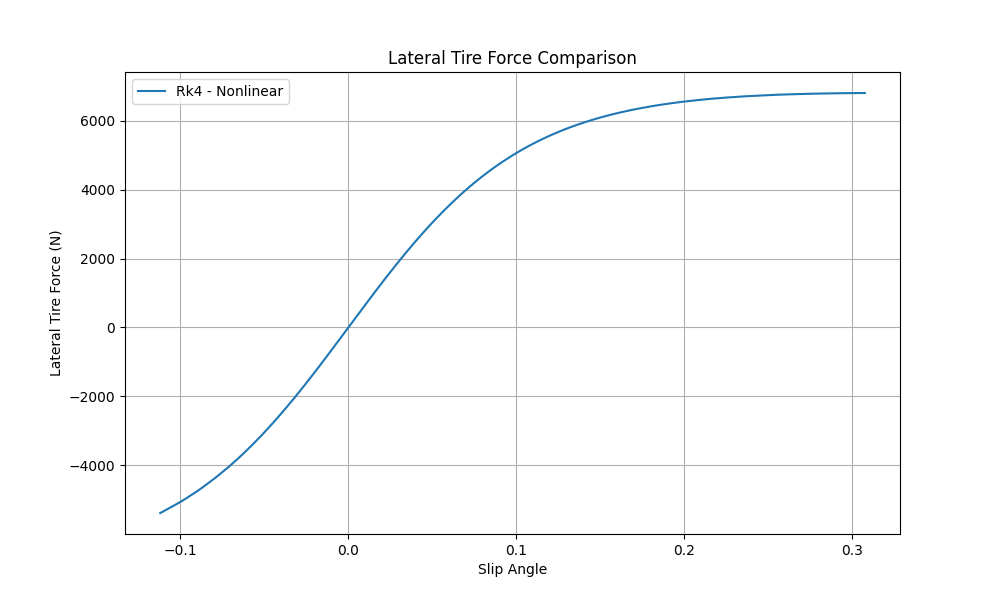 Lateral Tire Force Comparison
Rk4 - Nonlinear
Lateral Tire Force (N)
6000
4000
2000
0
−2000
−4000
−0.1
0.0
0.1
0.2
0.3
Slip Angle